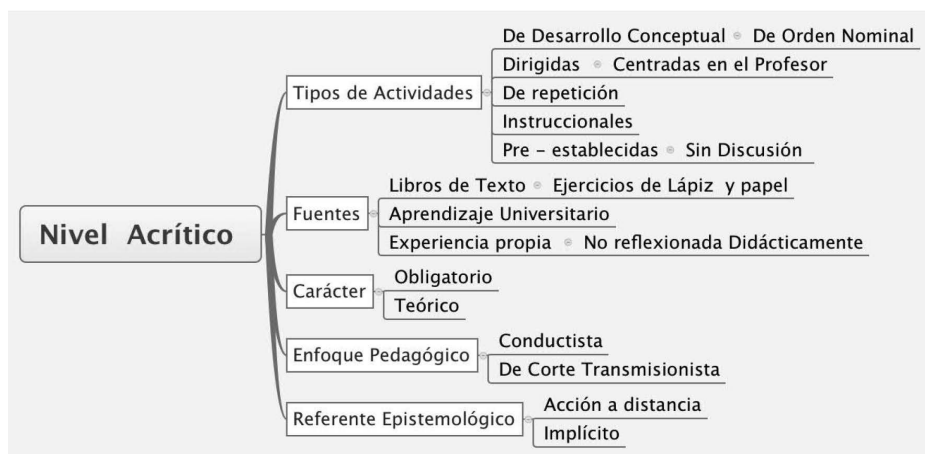 Nivel Acrítico
Tipos de Actividades
De Desarrollo Conceptual De Orden Nominal
Dirigidas Centradas en el Profesor
De repetición
Instruccionales
Pre – establecidas Sin Discusión
Fuentes
Libros de Texto Ejercicios de Lápiz y papel
Aprendizaje Universitario
Experiencia propia No reflexionada Didácticamente
Carácter
Obligatorio
Teórico
Enfoque Pedagógico
Conductista
De Corte Transmisionista
Referente Epistemológico
Acción a distancia
Implícito